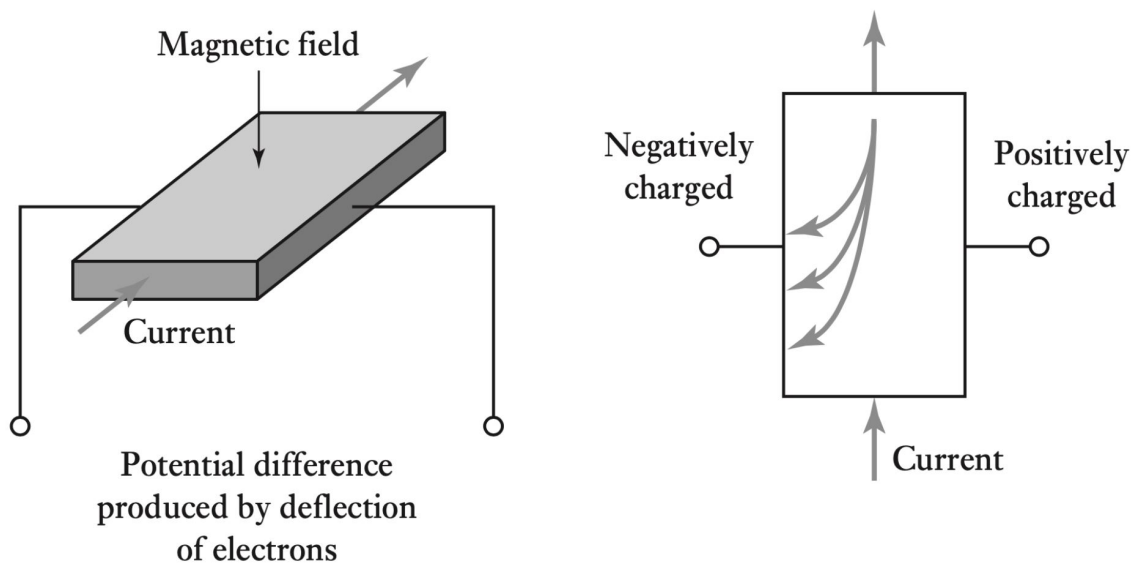 Magnetic field
Current
Potential difference
produced by deflection
of electrons
Negatively
charged
Positively
charged
Current